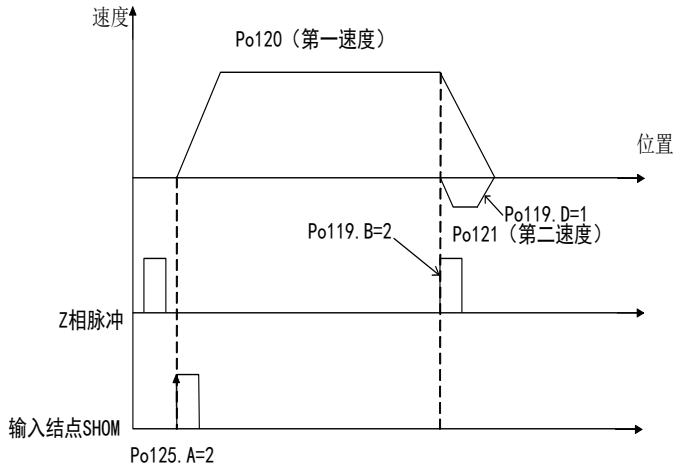 速度
Po120（第一速度）
位置
Po119.D=1
Po119.B=2
Po121（第二速度）
Z相脉冲
输入结点SHOM
Po125.A=2